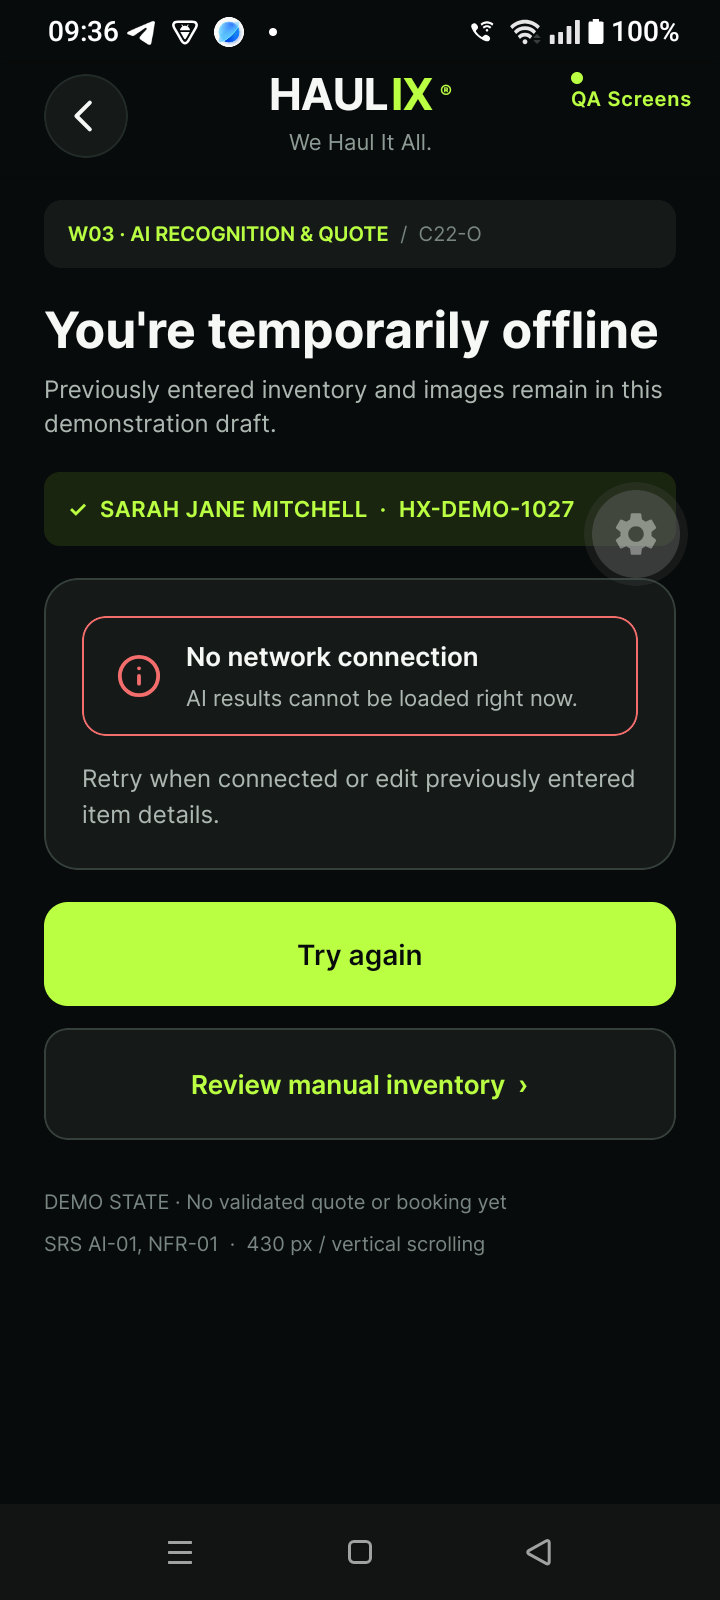 09:36
100%
HAULIX ®
QA Screens
We Haul It All.
W03 · AI RECOGNITION & QUOTE / C22-O
You're temporarily offline
Previously entered inventory and images remain in this
demonstration draft.
✓ SARAH JANE MITCHELL · HX-DEMO-1027
No network connection
AI results cannot be loaded right now.
Retry when connected or edit previously entered
item details.
Try again
Review manual inventory ›
DEMO STATE · No validated quote or booking yet
SRS AI-01, NFR-01 · 430 px / vertical scrolling